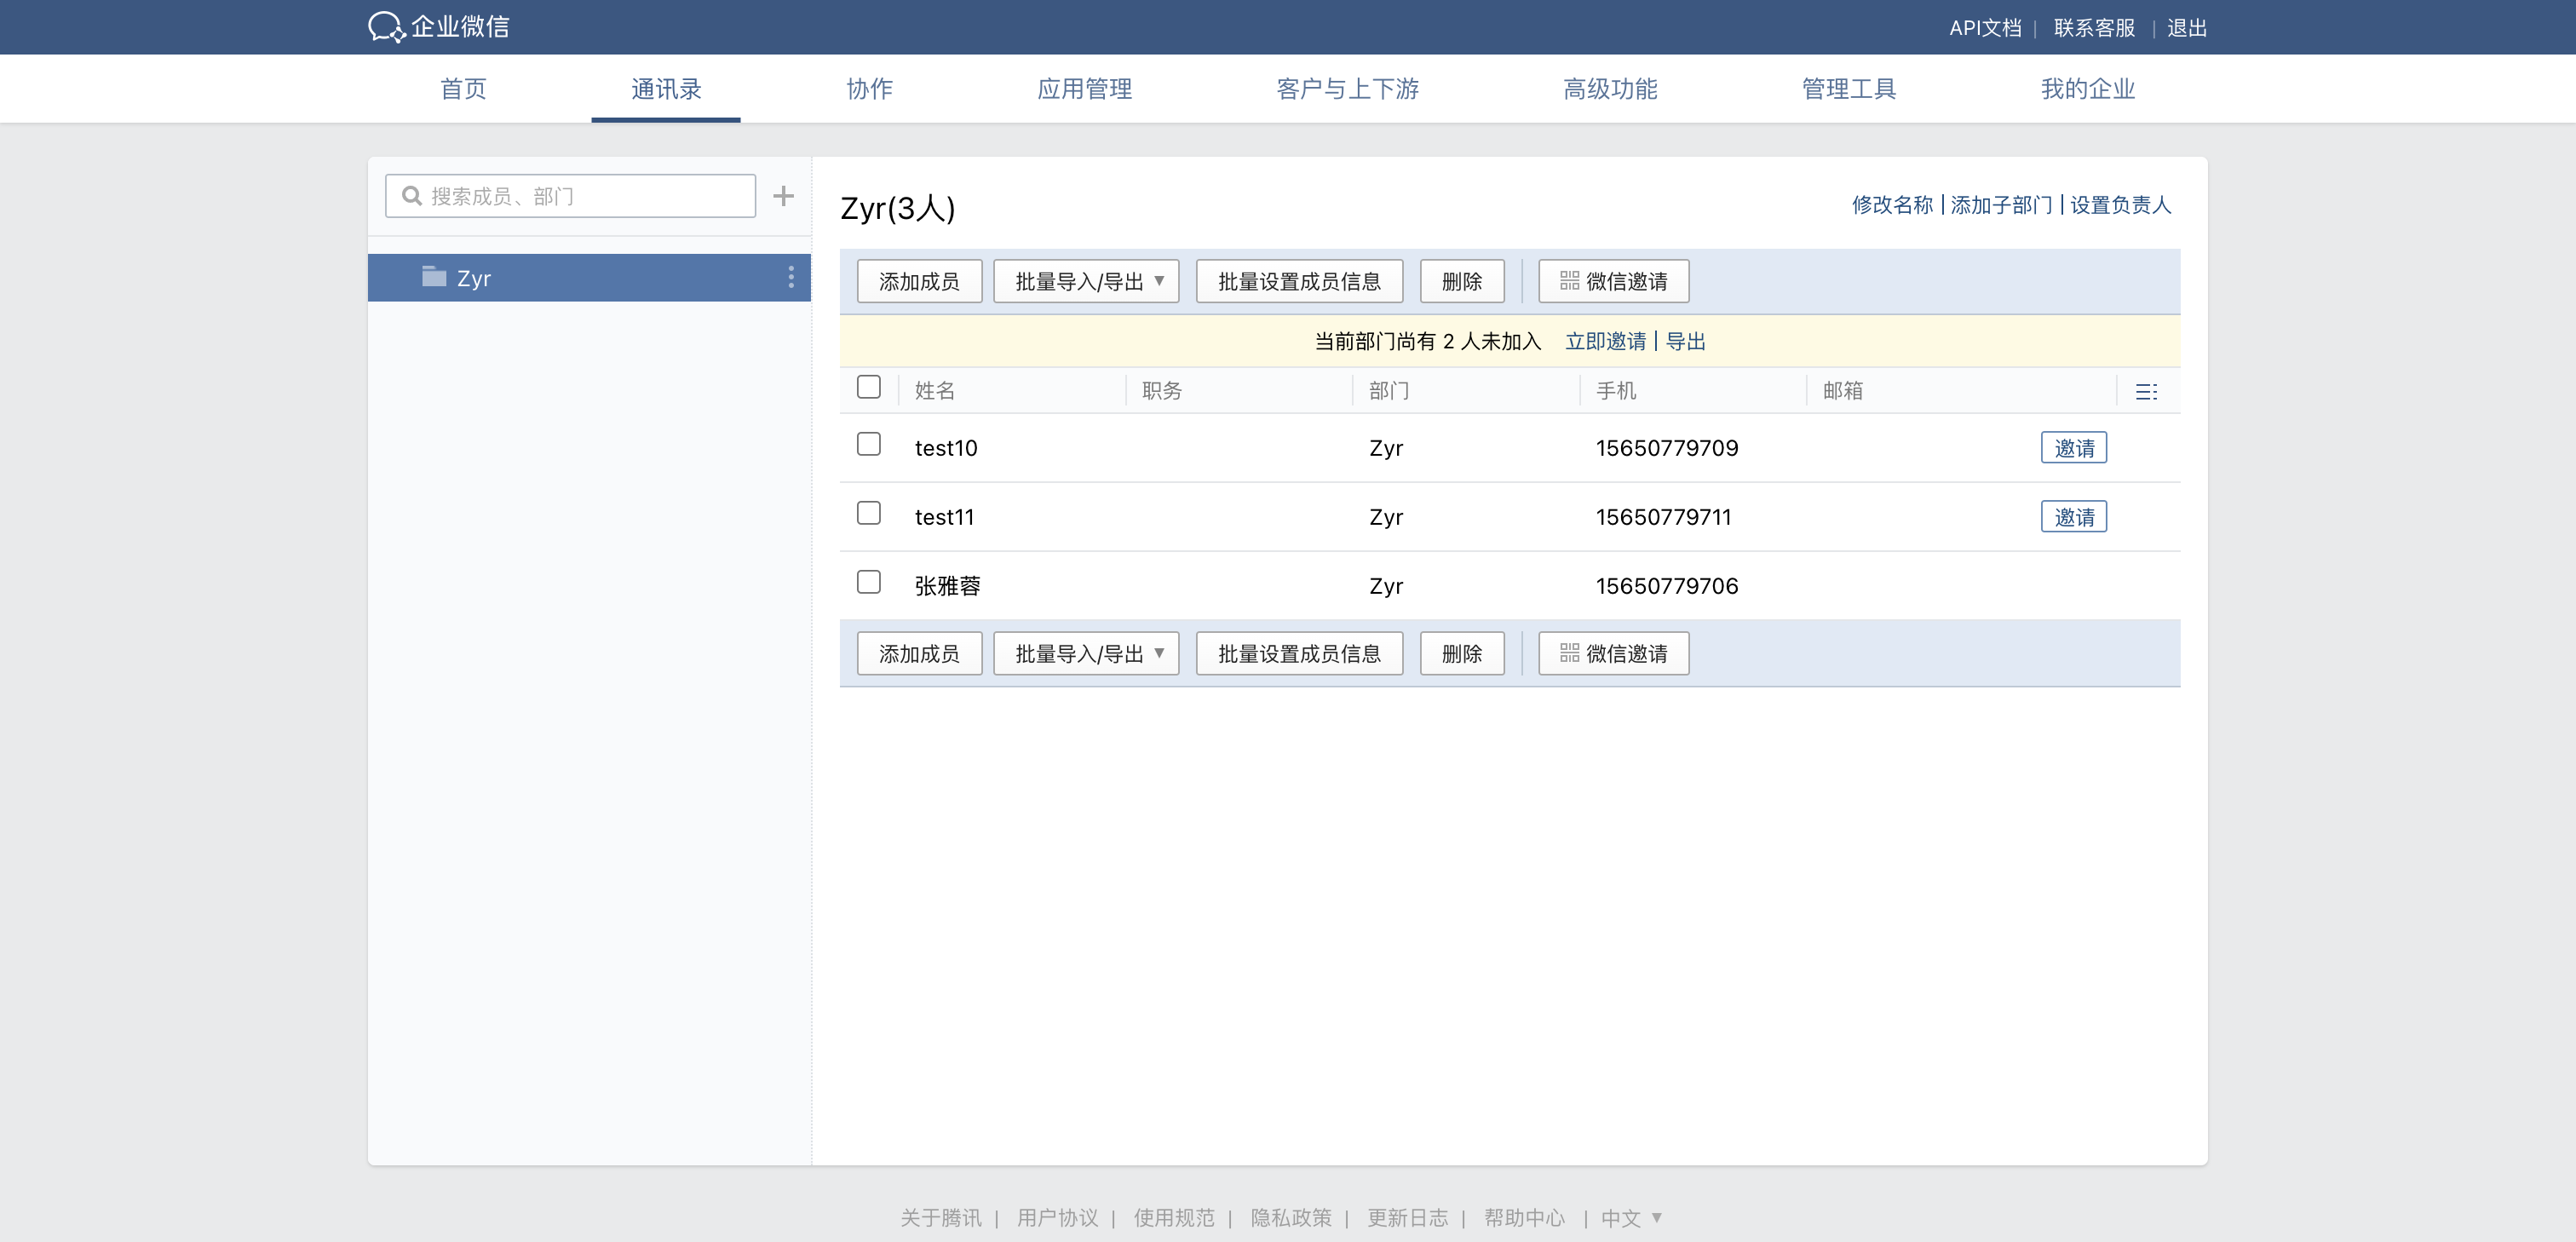 企业微信
API文档 | 联系客服 | 退出
首页 通讯录 协作 应用管理 客户与上下游 高级功能 管理工具 我的企业
搜索成员、部门
Zyr
Zyr(3人)
修改名称 | 添加子部门 | 设置负责人
添加成员 批量导入/导出 批量设置成员信息 删除 微信邀请
当前部门尚有 2 人未加入 立即邀请 | 导出
姓名 职务 部门 手机 邮箱
test10 Zyr 15650779709 邀请
test11 Zyr 15650779711 邀请
张雅蓉 Zyr 15650779706
添加成员 批量导入/导出 批量设置成员信息 删除 微信邀请
关于腾讯 | 用户协议 | 使用规范 | 隐私政策 | 更新日志 | 帮助中心 | 中文